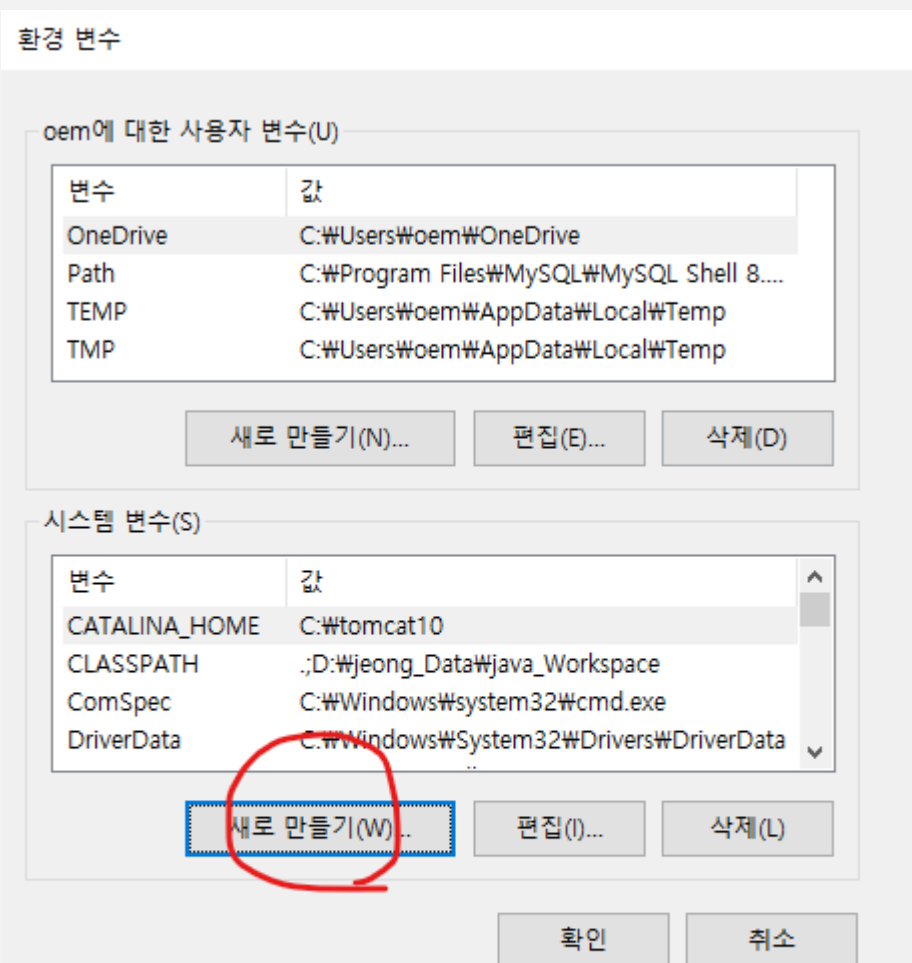 환경 변수
oem에 대한 사용자 변수(U)
변수 값
OneDrive C:₩Users₩oem₩OneDrive
Path C:₩Program Files₩MySQL₩MySQL Shell 8....
TEMP C:₩Users₩oem₩AppData₩Local₩Temp
TMP C:₩Users₩oem₩AppData₩Local₩Temp
새로 만들기(N)... 편집(E)... 삭제(D)
시스템 변수(S)
변수 값
CATALINA_HOME C:₩tomcat10
CLASSPATH .;D:₩jeong_Data₩java_Workspace
ComSpec C:₩Windows₩system32₩cmd.exe
DriverData C:₩Windows₩System32₩Drivers₩DriverData
새로 만들기(W)... 편집(I)... 삭제(L)
확인 취소